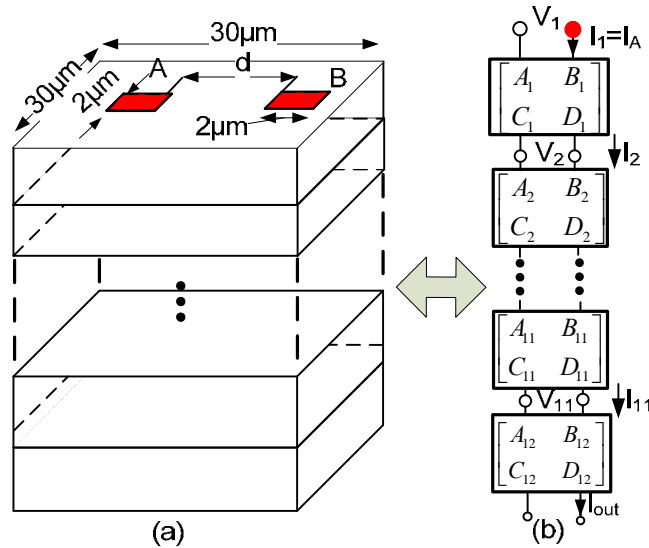 30μm
30μm
2μm
A
d
B
2μm
(a)
V1
I1=IA
A1 B1
C1 D1
V2
I2
A2 B2
C2 D2
A11 B11
C11 D11
V11
I11
A12 B12
C12 D12
Iout
(b)